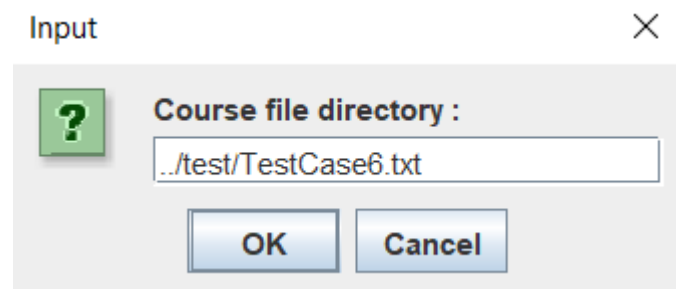 Input
Course file directory :
../test/TestCase6.txt
OK Cancel